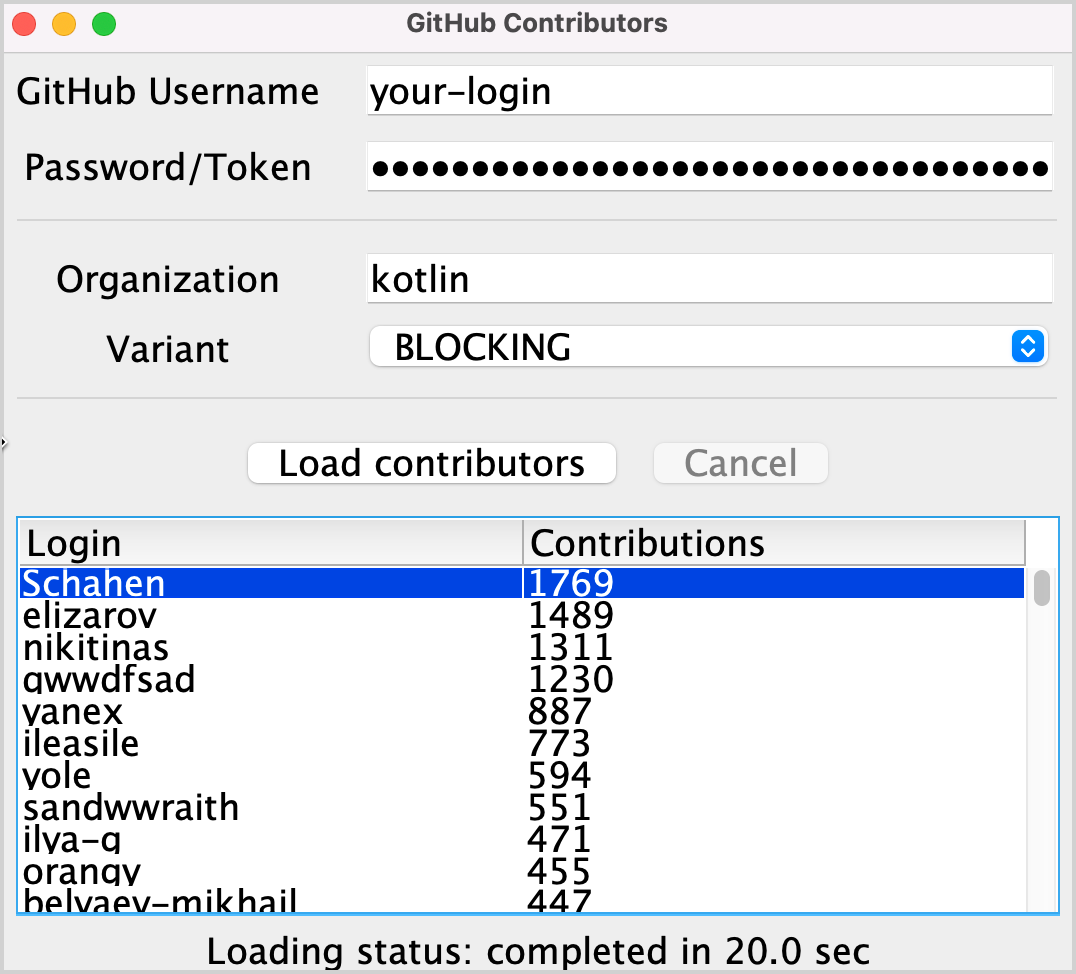 GitHub Contributors
GitHub Username your-login
Password/Token ●●●●●●●●●●●●●●●●●●●●●●●●●●●●●●●●●●
Organization kotlin
Variant BLOCKING
Load contributors Cancel
Login Contributions
Schahen 1769
elizarov 1489
nikitinas 1311
qwwdfsad 1230
yanex 887
ileasile 773
yole 594
sandwwraith 551
ilya-g 471
orangy 455
belyaev-mikhail 447
Loading status: completed in 20.0 sec